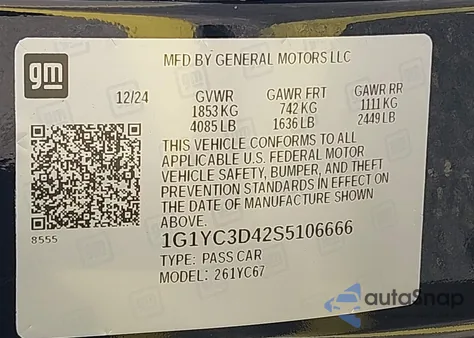 gm
MFD BY GENERAL MOTORS LLC
12/24 GVWR GAWR FRT GAWR RR
1853 KG 742 KG 1111 KG
4085 LB 1636 LB 2449 LB
THIS VEHICLE CONFORMS TO ALL
APPLICABLE U.S. FEDERAL MOTOR
VEHICLE SAFETY, BUMPER, AND THEFT
PREVENTION STANDARDS IN EFFECT ON
THE DATE OF MANUFACTURE SHOWN
ABOVE.
8555
1G1YC3D42S5106666
TYPE: PASS CAR
MODEL: 261YC67
autoSnap